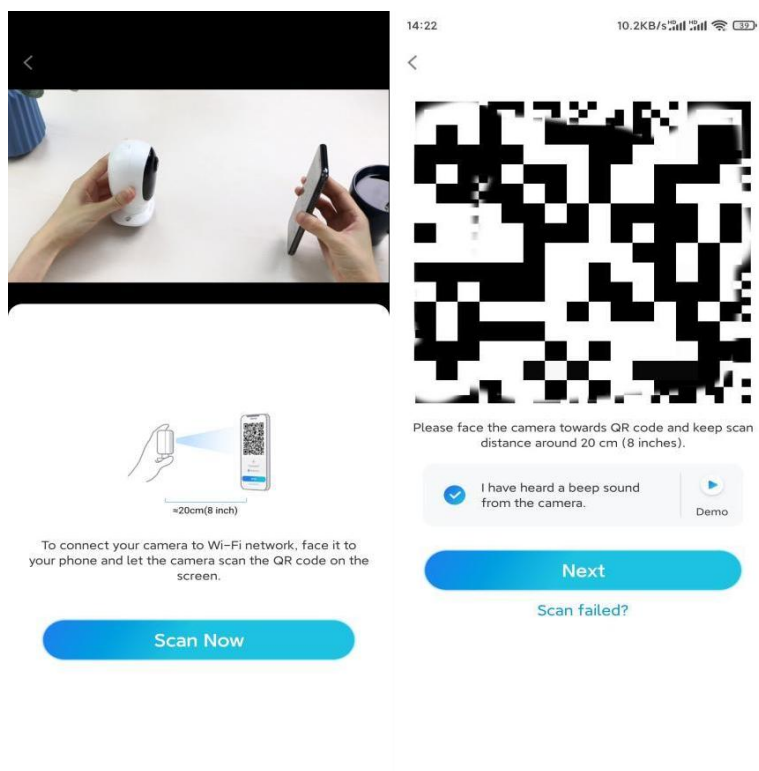 ≈20cm(8 inch)
To connect your camera to Wi-Fi network, face it to
your phone and let the camera scan the QR code on the
screen.
Scan Now
14:22
10.2KB/s HD HD 39
Please face the camera towards QR code and keep scan
distance around 20 cm (8 inches).
I have heard a beep sound
from the camera.
Demo
Next
Scan failed?